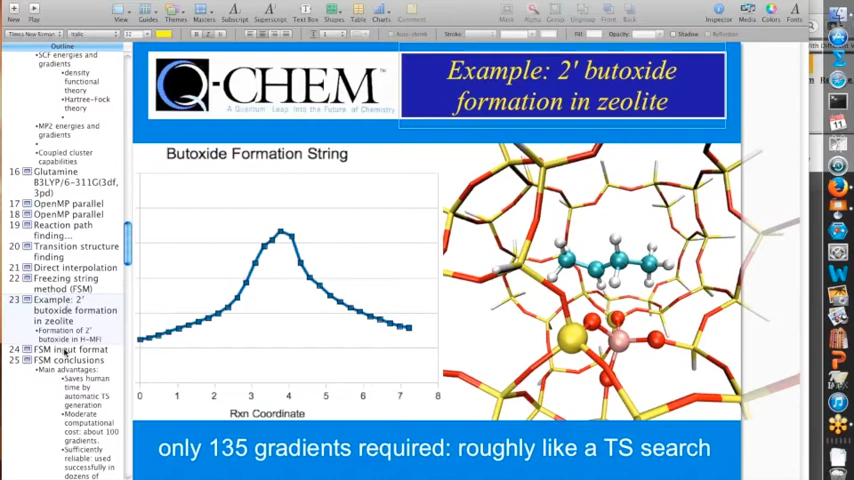 New
Play
View
Guides
Themes
Masters
Subscript
Superscript
Text Box
Shapes
Table
Charts
Comment
Mask
Alpha
Group
Ungroup
Front
Back
Inspector
Media
Colors
Fonts
Times New Roman
Italic
32
B
I
U
1
Auto-shrink
Stroke:
Fill:
Opacity:
Shadow
Reflection
Outline
•SCF energies and
gradients
•density
functional
theory
•Hartree-Fock
theory
•
•MP2 energies and
gradients
•
•Coupled cluster
capabilities
16 Glutamine
B3LYP/6-311G(3df,
3pd)
17 OpenMP parallel
18 OpenMP parallel
19 Reaction path
finding...
20 Transition structure
finding
21 Direct interpolation
22 Freezing string
method (FSM)
23 Example: 2′
butoxide formation
in zeolite
•Formation of 2′
butoxide in H-MFI
24 FSM input format
25 FSM conclusions
•Main advantages:
•Saves human
time by
automatic TS
generation
•Moderate
computational
cost: about 100
gradients.
•Sufficiently
reliable: used
successfully in
dozens of
Q-CHEM™
A Quantum Leap Into the Future of Chemistry
Example: 2′ butoxide
formation in zeolite
Butoxide Formation String
0 1 2 3 4 5 6 7 8
Rxn Coordinate
only 135 gradients required: roughly like a TS search
11